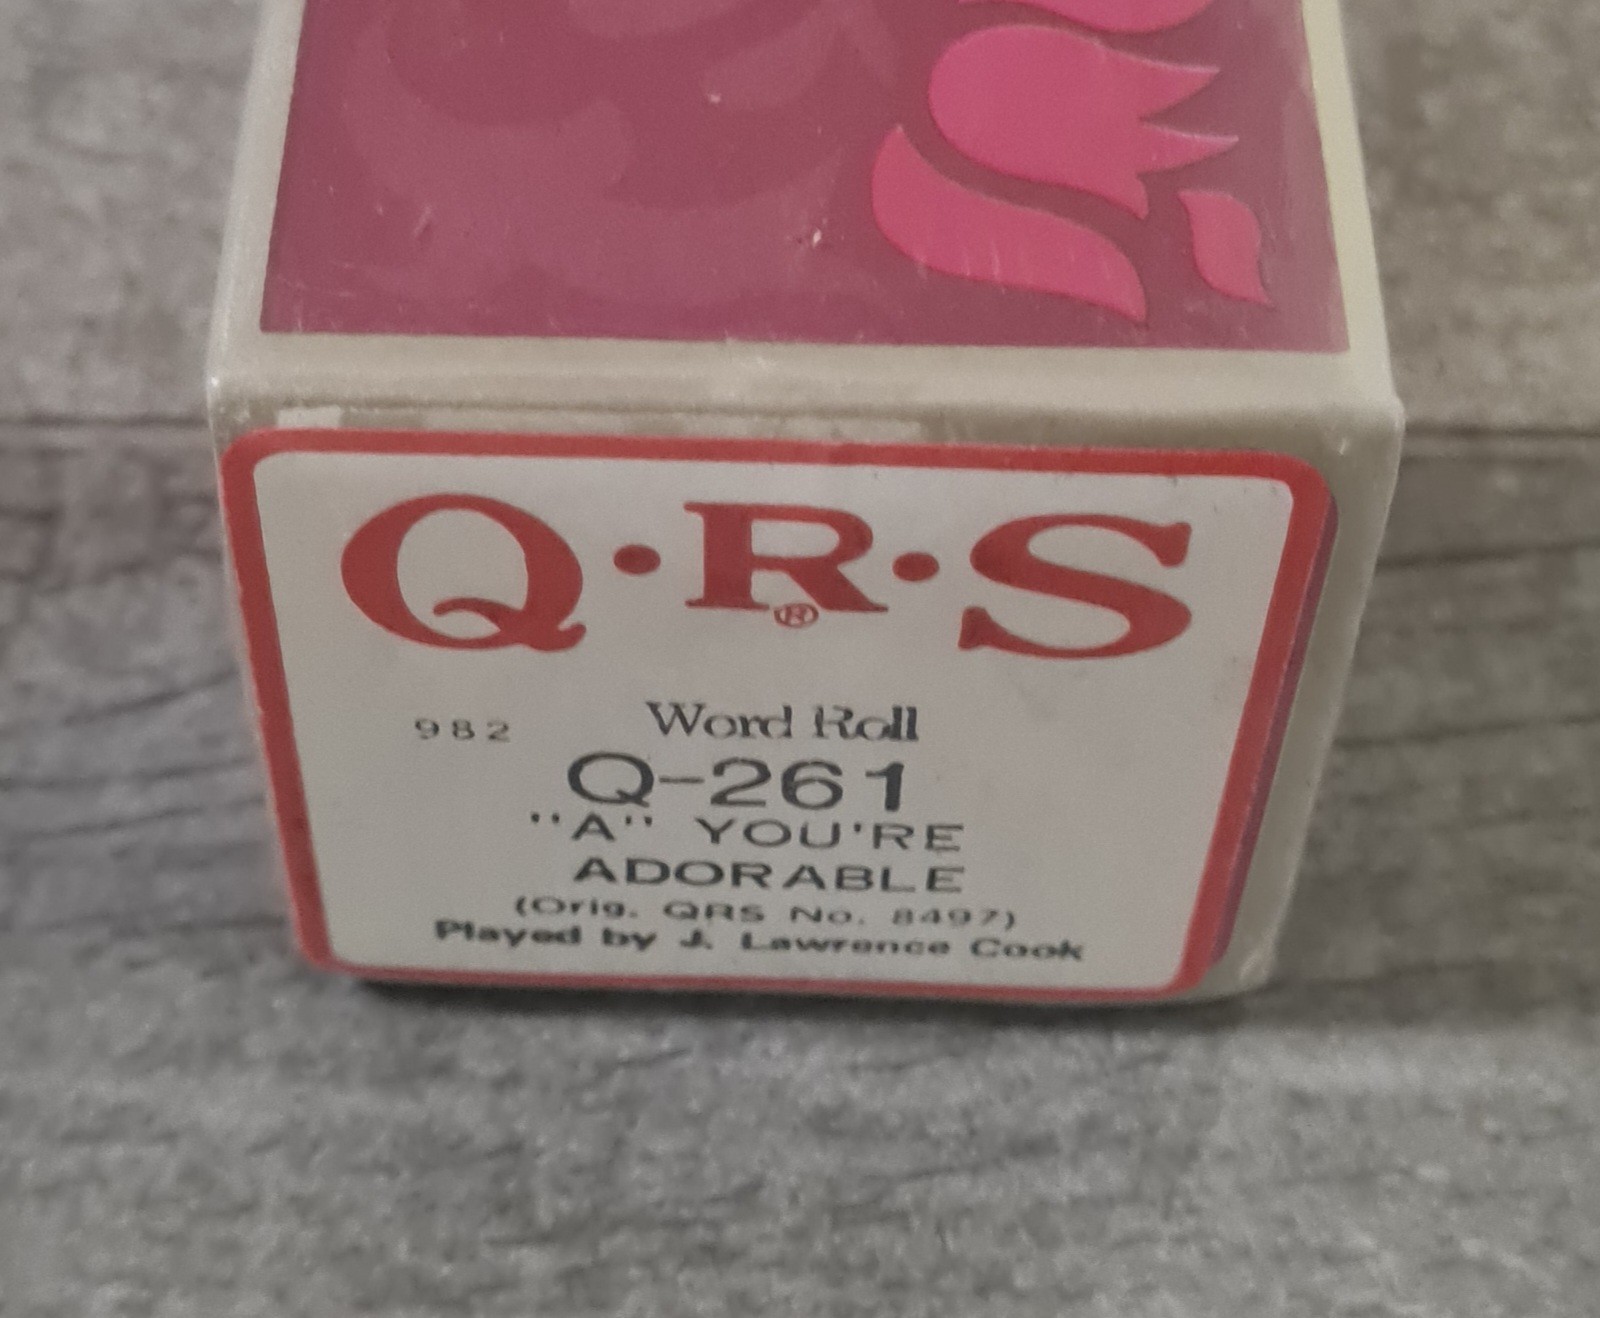 Q·R·S
®
982 Word Roll
Q-261
"A" YOU'RE
ADORABLE
(Orig. QRS No. 8497)
Played by J. Lawrence Cook